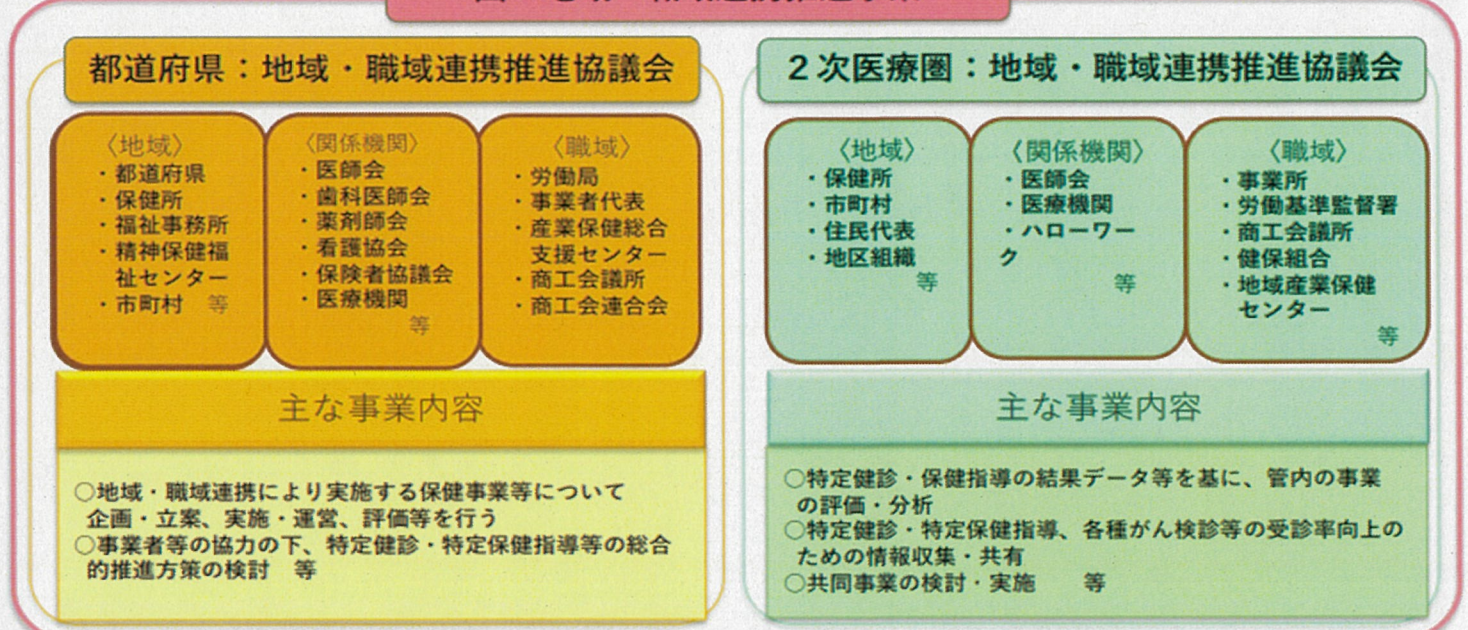 都道府県：地域・職域連携推進協議会
〈地域〉
・都道府県
・保健所
・福祉事務所
・精神保健福
祉センター
・市町村　等
〈関係機関〉
・医師会
・歯科医師会
・薬剤師会
・看護協会
・保険者協議会
・医療機関
等
〈職域〉
・労働局
・事業者代表
・産業保健総合
支援センター
・商工会議所
・商工会連合会
主な事業内容
○地域・職域連携により実施する保健事業等について
企画・立案、実施・運営、評価等を行う
○事業者等の協力の下、特定健診・特定保健指導等の総合
的推進方策の検討　等
２次医療圏：地域・職域連携推進協議会
〈地域〉
・保健所
・市町村
・住民代表
・地区組織
等
〈関係機関〉
・医師会
・医療機関
・ハローワー
ク
等
〈職域〉
・事業所
・労働基準監督署
・商工会議所
・健保組合
・地域産業保健
センター
等
主な事業内容
○特定健診・保健指導の結果データ等を基に、管内の事業
の評価・分析
○特定健診・特定保健指導、各種がん検診等の受診率向上の
ための情報収集・共有
○共同事業の検討・実施　　等